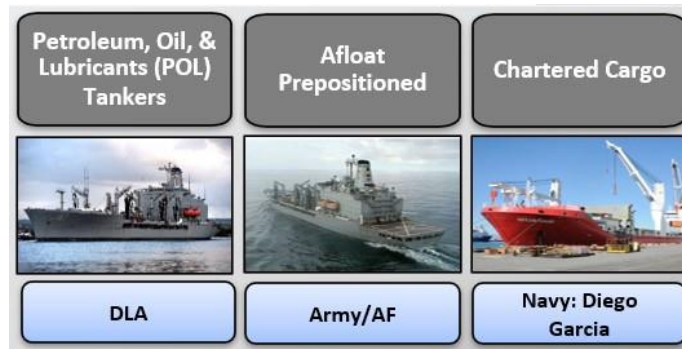 Petroleum, Oil, &
Lubricants (POL)
Tankers
Afloat
Prepositioned
Chartered Cargo
DLA
Army/AF
Navy: Diego
Garcia